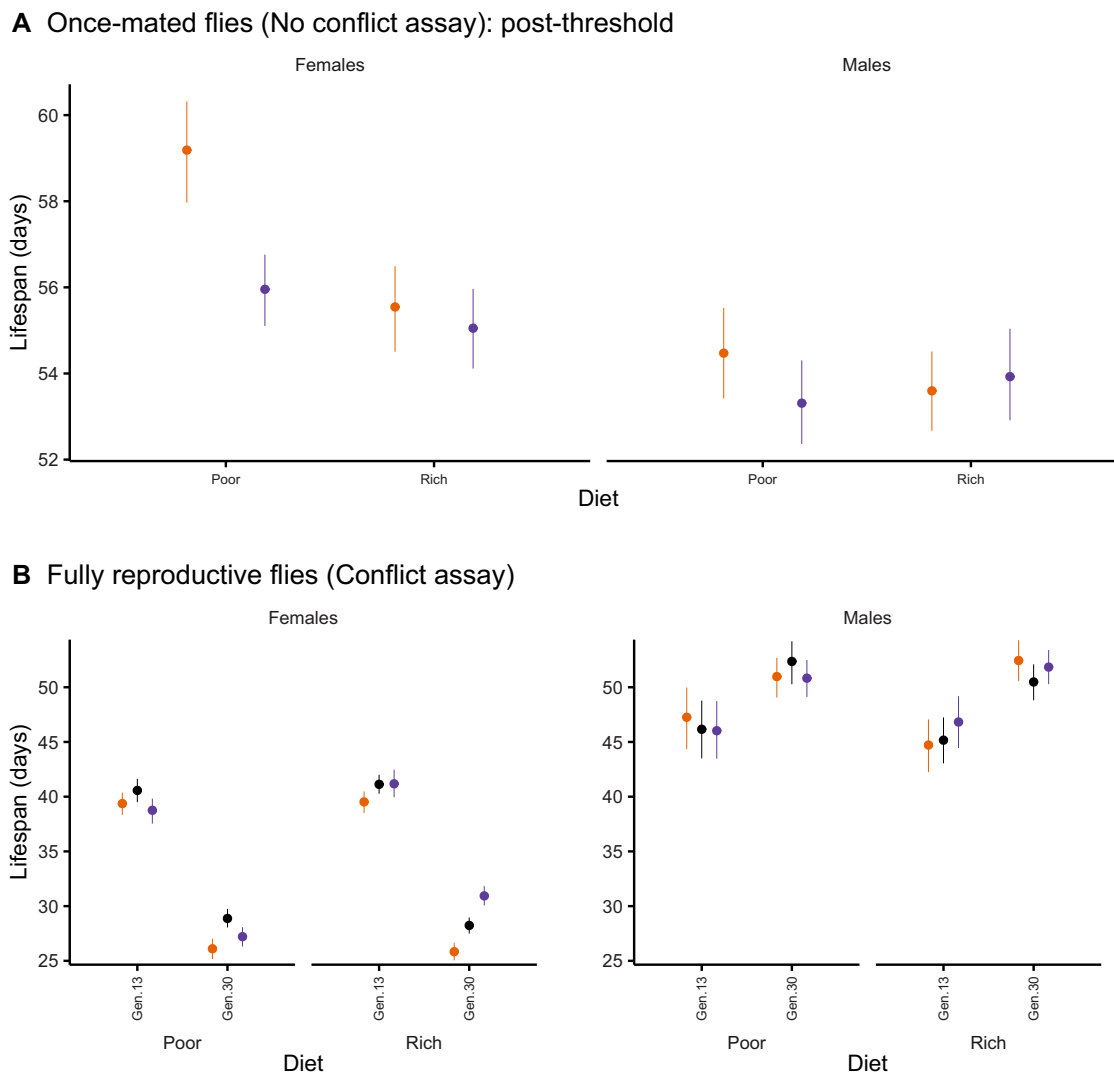 A Once-mated flies (No conflict assay): post-threshold
Females
Males
Lifespan (days)
60
58
56
54
52
Poor
Rich
Poor
Rich
Diet
B Fully reproductive flies (Conflict assay)
Females
Males
Lifespan (days)
50
45
40
35
30
25
50
45
40
35
30
25
Gen.13
Gen.30
Gen.13
Gen.30
Gen.13
Gen.30
Gen.13
Gen.30
Poor
Rich
Poor
Rich
Diet
Diet